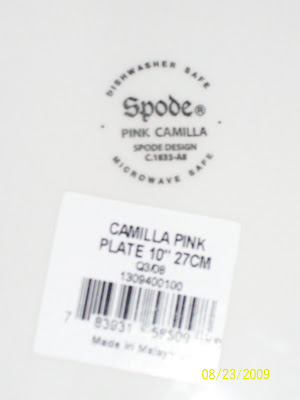 DISHWASHER SAFE
Spode®
PINK CAMILLA
SPODE DESIGN
C.1833-A8
MICROWAVE SAFE
CAMILLA PINK
PLATE 10" 27CM
Q3/08
1309400100
Made in
08/23/2009